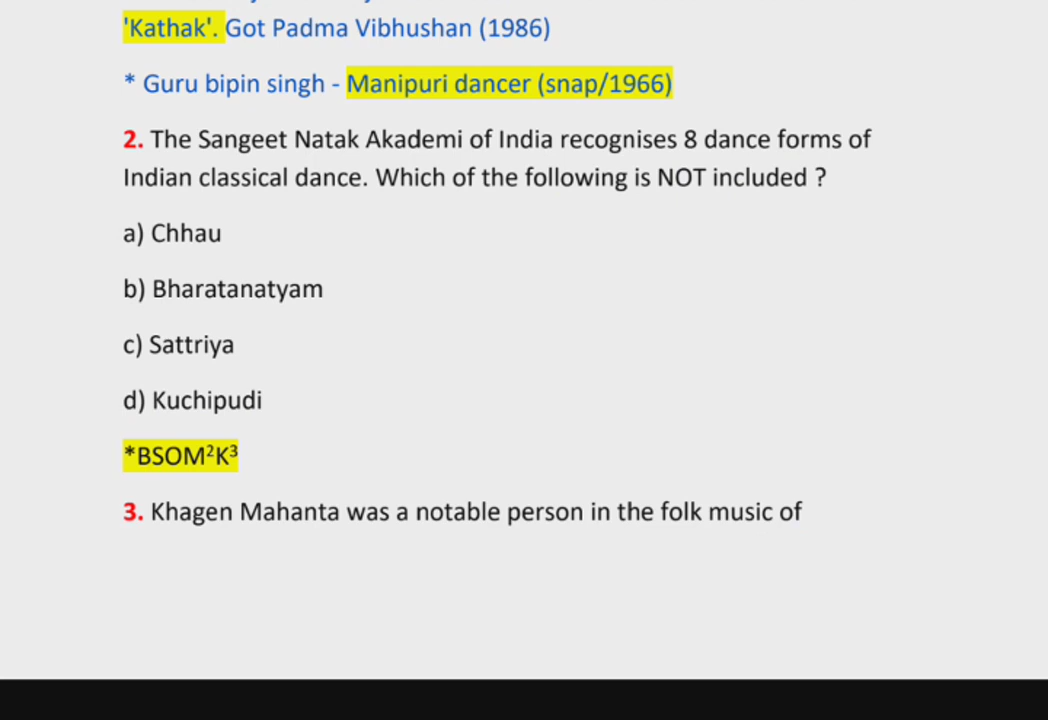 'Kathak'. Got Padma Vibhushan (1986)
* Guru bipin singh - Manipuri dancer (snap/1966)
2. The Sangeet Natak Akademi of India recognises 8 dance forms of
Indian classical dance. Which of the following is NOT included ?
a) Chhau
b) Bharatanatyam
c) Sattriya
d) Kuchipudi
*BSOM²K³
3. Khagen Mahanta was a notable person in the folk music of